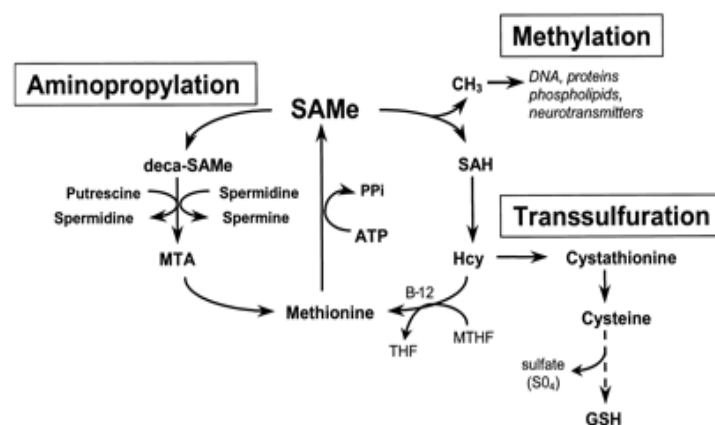 Methylation
Aminopropylation
CH3
DNA, proteins
phospholipids,
neurotransmitters
SAMe
deca-SAMe
SAH
Putrescine
Spermidine
PPi
Spermidine
Spermine
Transsulfuration
ATP
MTA
Hcy
Cystathionine
B-12
Methionine
Cysteine
THF
MTHF
sulfate
(S04)
GSH